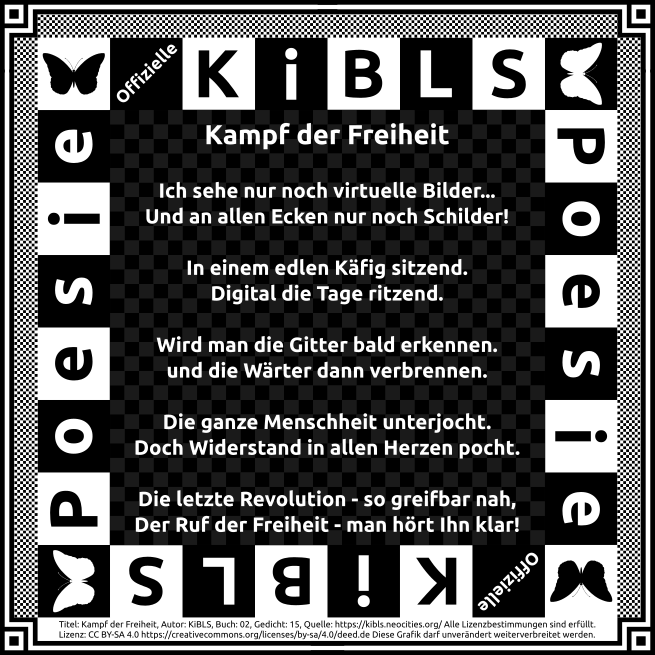 Offizielle KiBLS
Poesie
Poesie
Kampf der Freiheit
Ich sehe nur noch virtuelle Bilder...
Und an allen Ecken nur noch Schilder!
In einem edlen Käfig sitzend.
Digital die Tage ritzend.
Wird man die Gitter bald erkennen.
und die Wärter dann verbrennen.
Die ganze Menschheit unterjocht.
Doch Widerstand in allen Herzen pocht.
Die letzte Revolution - so greifbar nah,
Der Ruf der Freiheit - man hört Ihn klar!
Offizielle KiBLS
Titel: Kampf der Freiheit, Autor: KiBLS, Buch: 02, Gedicht: 15, Quelle: https://kibls.neocities.org/ Alle Lizenzbestimmungen sind erfüllt.
Lizenz: CC BY-SA 4.0 https://creativecommons.org/licenses/by-sa/4.0/deed.de Diese Grafik darf unverändert weiterverbreitet werden.